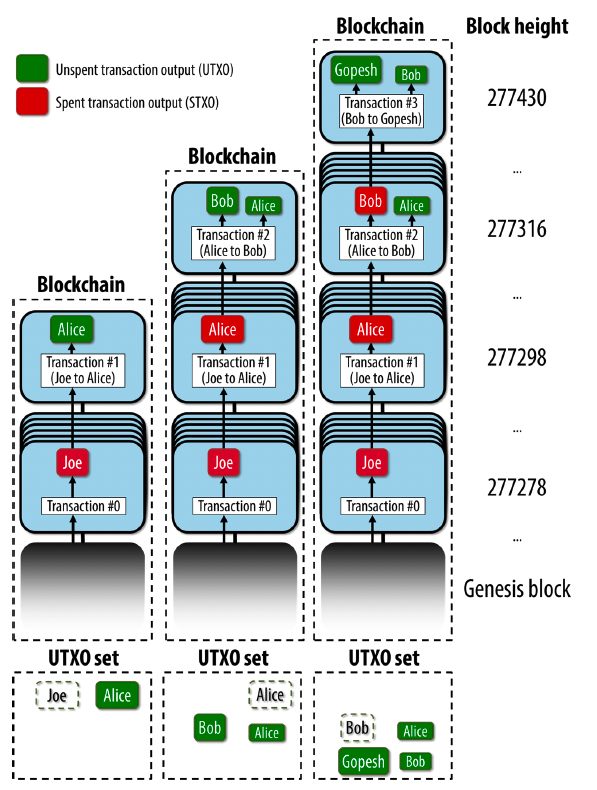 Blockchain
Block height
Unspent transaction output (UTXO)
Spent transaction output (STXO)
Gopesh
Bob
Transaction #3
(Bob to Gopesh)
277430
...
Blockchain
Bob
Alice
Transaction #2
(Alice to Bob)
Bob
Alice
Transaction #2
(Alice to Bob)
277316
...
Blockchain
Alice
Transaction #1
(Joe to Alice)
Alice
Transaction #1
(Joe to Alice)
Alice
Transaction #1
(Joe to Alice)
277298
...
Joe
Transaction #0
Joe
Transaction #0
Joe
Transaction #0
277278
...
Genesis block
UTXO set
Joe
Alice
UTXO set
Alice
Bob
Alice
UTXO set
Bob
Alice
Gopesh
Bob